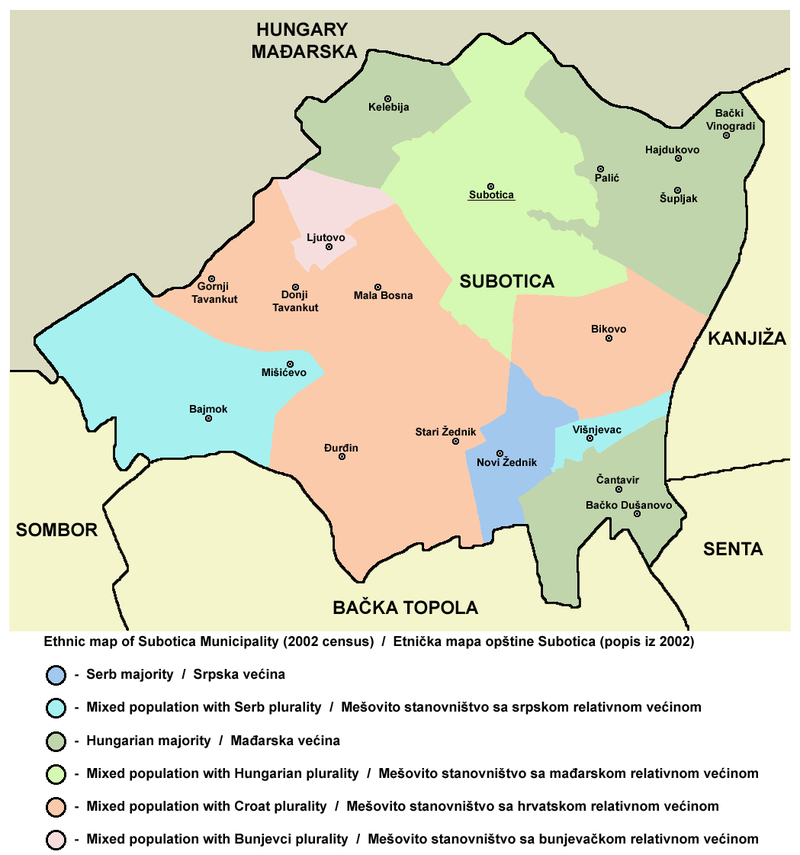 HUNGARY
MAĐARSKA
Kelebija
Bački
Vinogradi
Hajdukovo
Palić
Šupljak
Subotica
Ljutovo
SUBOTICA
Gornji
Tavankut
Donji
Tavankut
Mala Bosna
Bikovo
KANJIŽA
Mišićevo
Bajmok
Stari Žednik
Višnjevac
Đurđin
Novi Žednik
Čantavir
Bačko Dušanovo
SOMBOR
SENTA
BAČKA TOPOLA
Ethnic map of Subotica Municipality (2002 census) / Etnička mapa opštine Subotica (popis iz 2002)
- Serb majority / Srpska većina
- Mixed population with Serb plurality / Mešovito stanovništvo sa srpskom relativnom većinom
- Hungarian majority / Mađarska većina
- Mixed population with Hungarian plurality / Mešovito stanovništvo sa mađarskom relativnom većinom
- Mixed population with Croat plurality / Mešovito stanovništvo sa hrvatskom relativnom većinom
- Mixed population with Bunjevci plurality / Mešovito stanovništvo sa bunjevačkom relativnom većinom